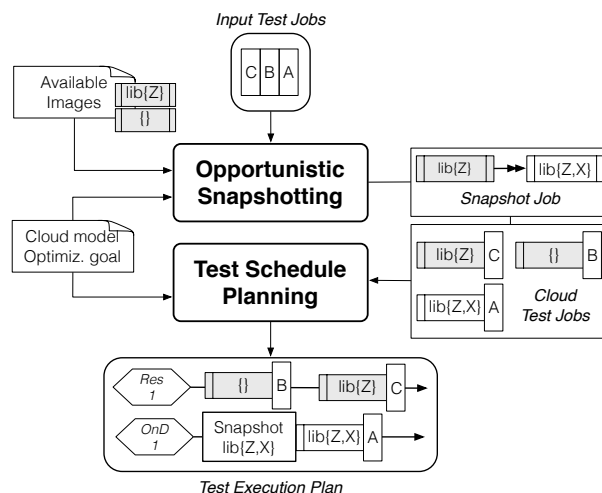 Input Test Jobs
C B A
Available
Images
lib{Z}
{}
Opportunistic
Snapshotting
lib{Z} lib{Z,X}
Snapshot Job
Cloud model
Optimiz. goal
Test Schedule
Planning
lib{Z} C {} B
lib{Z,X} A
Cloud
Test Jobs
Res
1
{} B lib{Z} C
OnD
1
Snapshot
lib{Z,X}
lib{Z,X} A
Test Execution Plan